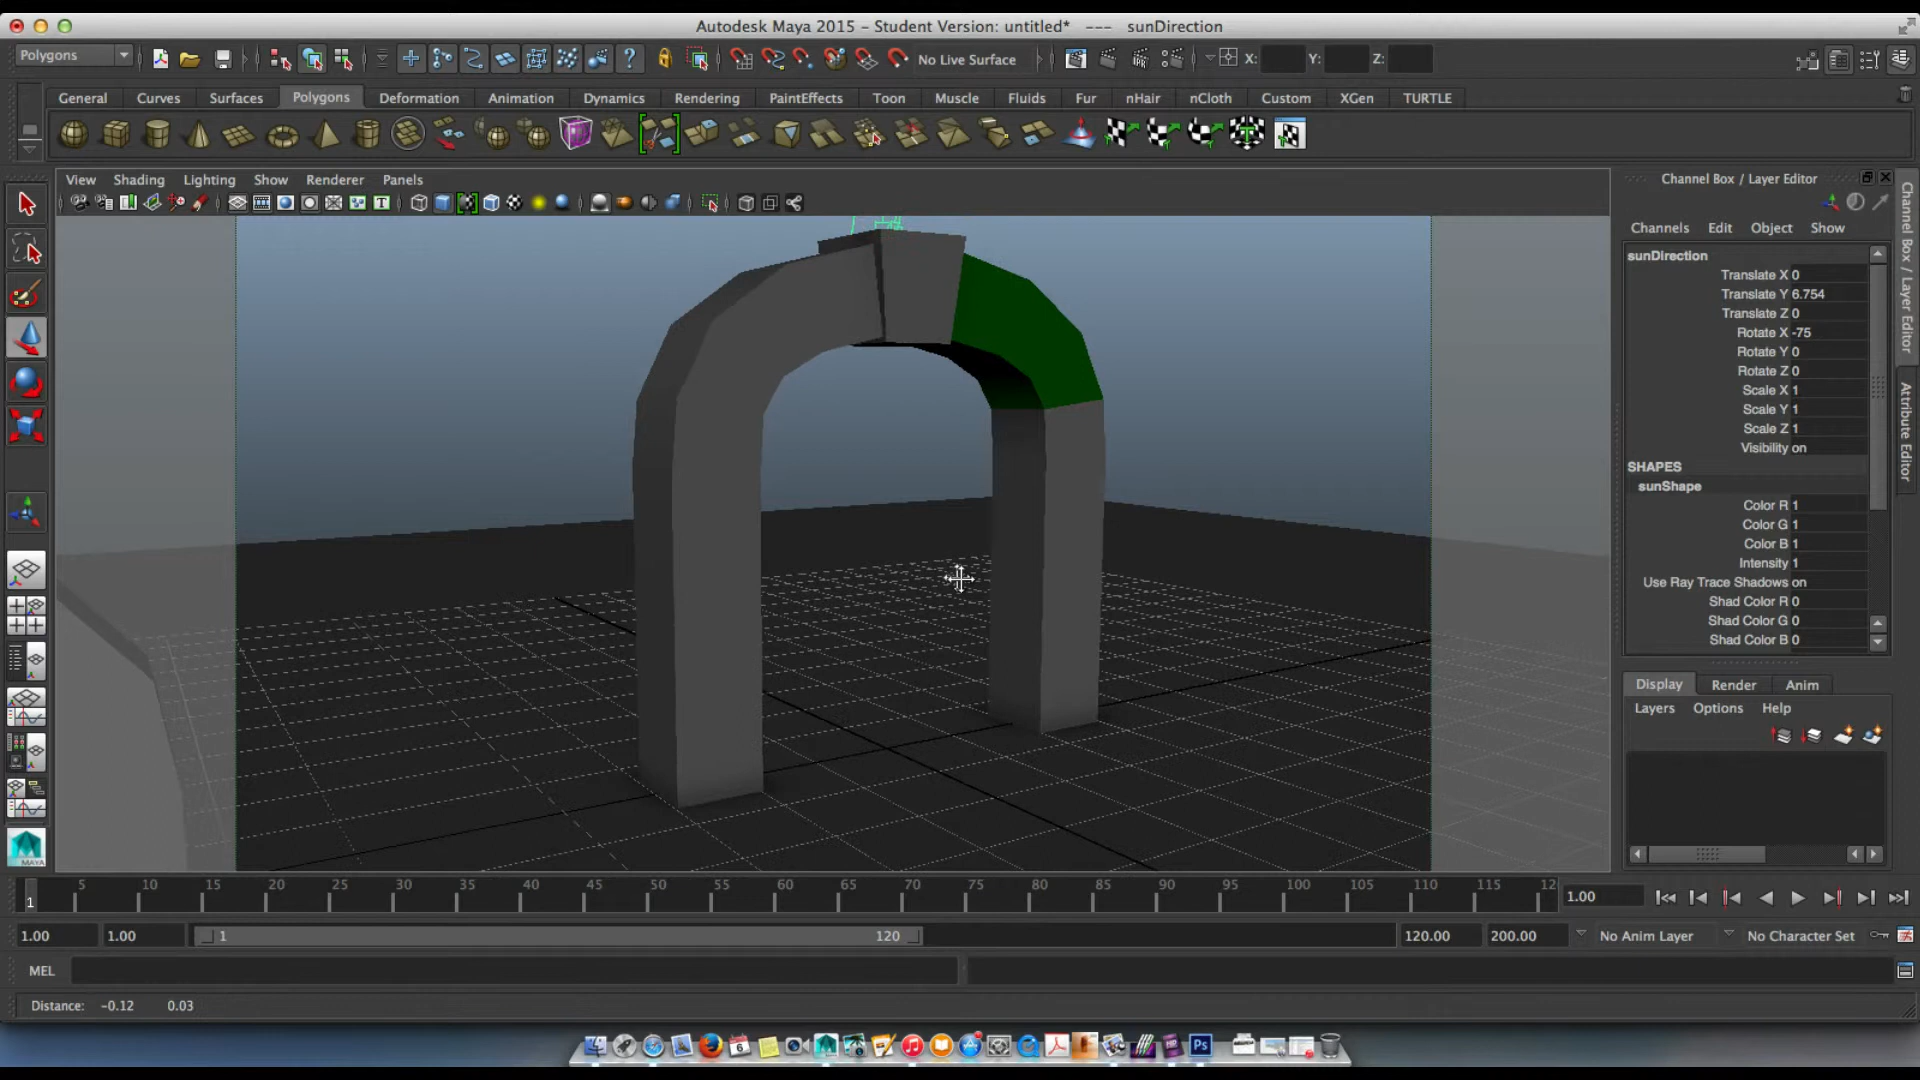 Autodesk Maya 2015 - Student Version: untitled*   ---   sunDirection
Polygons
No Live Surface
X:
Y:
Z:
General Curves Surfaces Polygons Deformation Animation Dynamics Rendering PaintEffects Toon Muscle Fluids Fur nHair nCloth Custom XGen TURTLE
View Shading Lighting Show Renderer Panels
Channel Box / Layer Editor
Channels Edit Object Show
sunDirection
Translate X 0
Translate Y 6.754
Translate Z 0
Rotate X -75
Rotate Y 0
Rotate Z 0
Scale X 1
Scale Y 1
Scale Z 1
Visibility on
SHAPES
sunShape
Color R 1
Color G 1
Color B 1
Intensity 1
Use Ray Trace Shadows on
Shad Color R 0
Shad Color G 0
Shad Color B 0
Display Render Anim
Layers Options Help
Channel Box / Layer Editor
Attribute Editor
MAYA
1 5 10 15 20 25 30 35 40 45 50 55 60 65 70 75 80 85 90 95 100 105 110 115 12
1.00
1.00 1.00 1 120 120.00 200.00 No Anim Layer No Character Set
MEL
Distance: -0.12 0.03
6
Ps